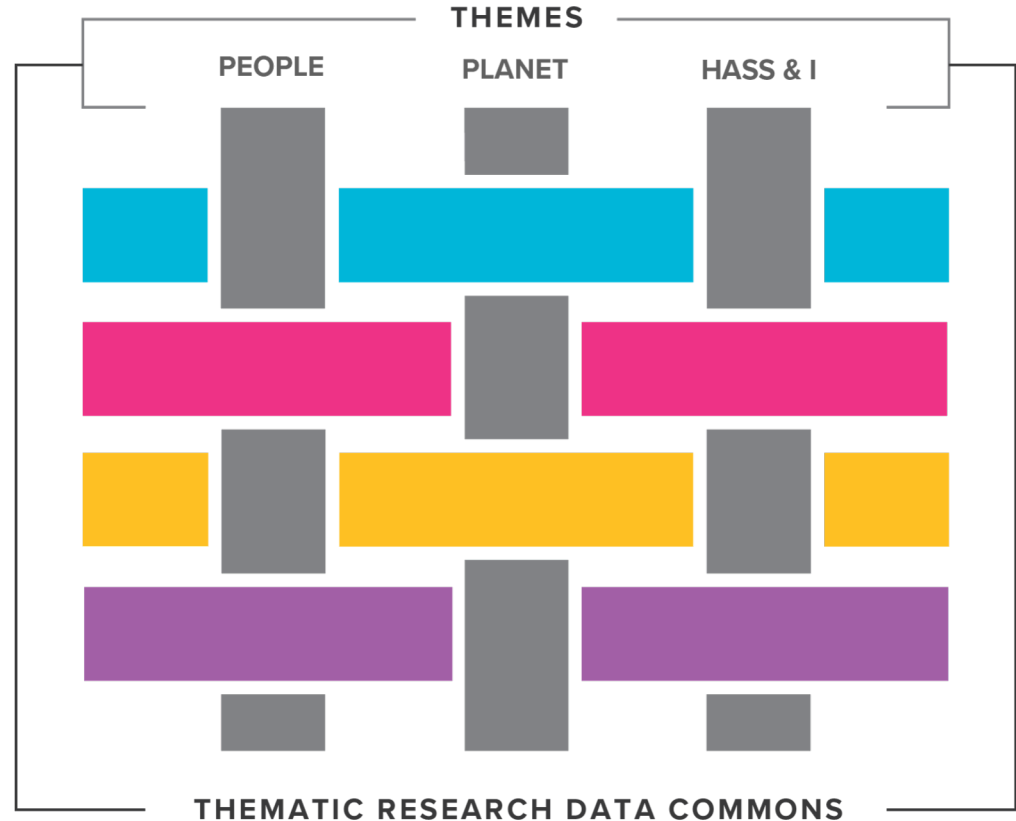 THEMES
PEOPLE PLANET HASS & I
THEMATIC RESEARCH DATA COMMONS